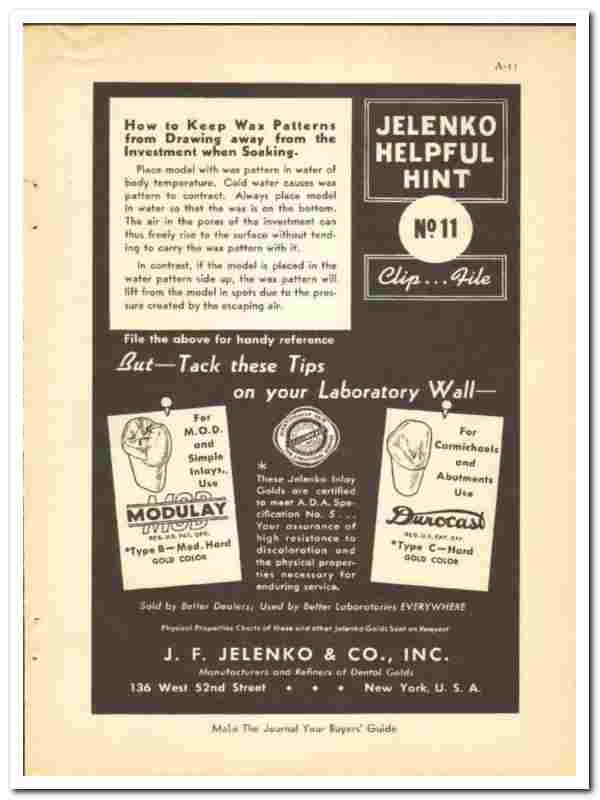 A-11
How to Keep Wax Patterns
from Drawing away from the
Investment when Soaking.
Place model with wax pattern in water of
body temperature. Cold water causes wax
pattern to contract. Always place model
in water so that the wax is on the bottom.
The air in the pores of the investment can
thus freely rise to the surface without tend-
ing to carry the wax pattern with it.
In contrast, if the model is placed in the
water pattern side up, the wax pattern will
lift from the model in spots due to the pres-
sure created by the escaping air.
JELENKO
HELPFUL
HINT
No 11
Clip... File
File the above for handy reference
But—Tack these Tips
on your Laboratory Wall—
For
M.O.D.
and
Simple
Inlays,
Use
MOD
MODULAY
REG. U.S. PAT. OFF.
*Type B—Med. Hard
GOLD COLOR
*
These Jelenko Inlay
Golds are certified
to meet A.D.A. Spe-
cification No. 5...
Your assurance of
high resistance to
discoloration and
the physical proper-
ties necessary for
enduring service.
For
Carmichaels
and
Abutments
Use
Durocast
REG. U.S. PAT. OFF.
*Type C—Hard
GOLD COLOR
Sold by Better Dealers; Used by Better Laboratories EVERYWHERE
Physical Properties Charts of these and other Jelenko Golds Sent on Request
J. F. JELENKO & CO., INC.
Manufacturers and Refiners of Dental Golds
136 West 52nd Street • • • New York, U. S. A.
Make The Journal Your Buyers' Guide